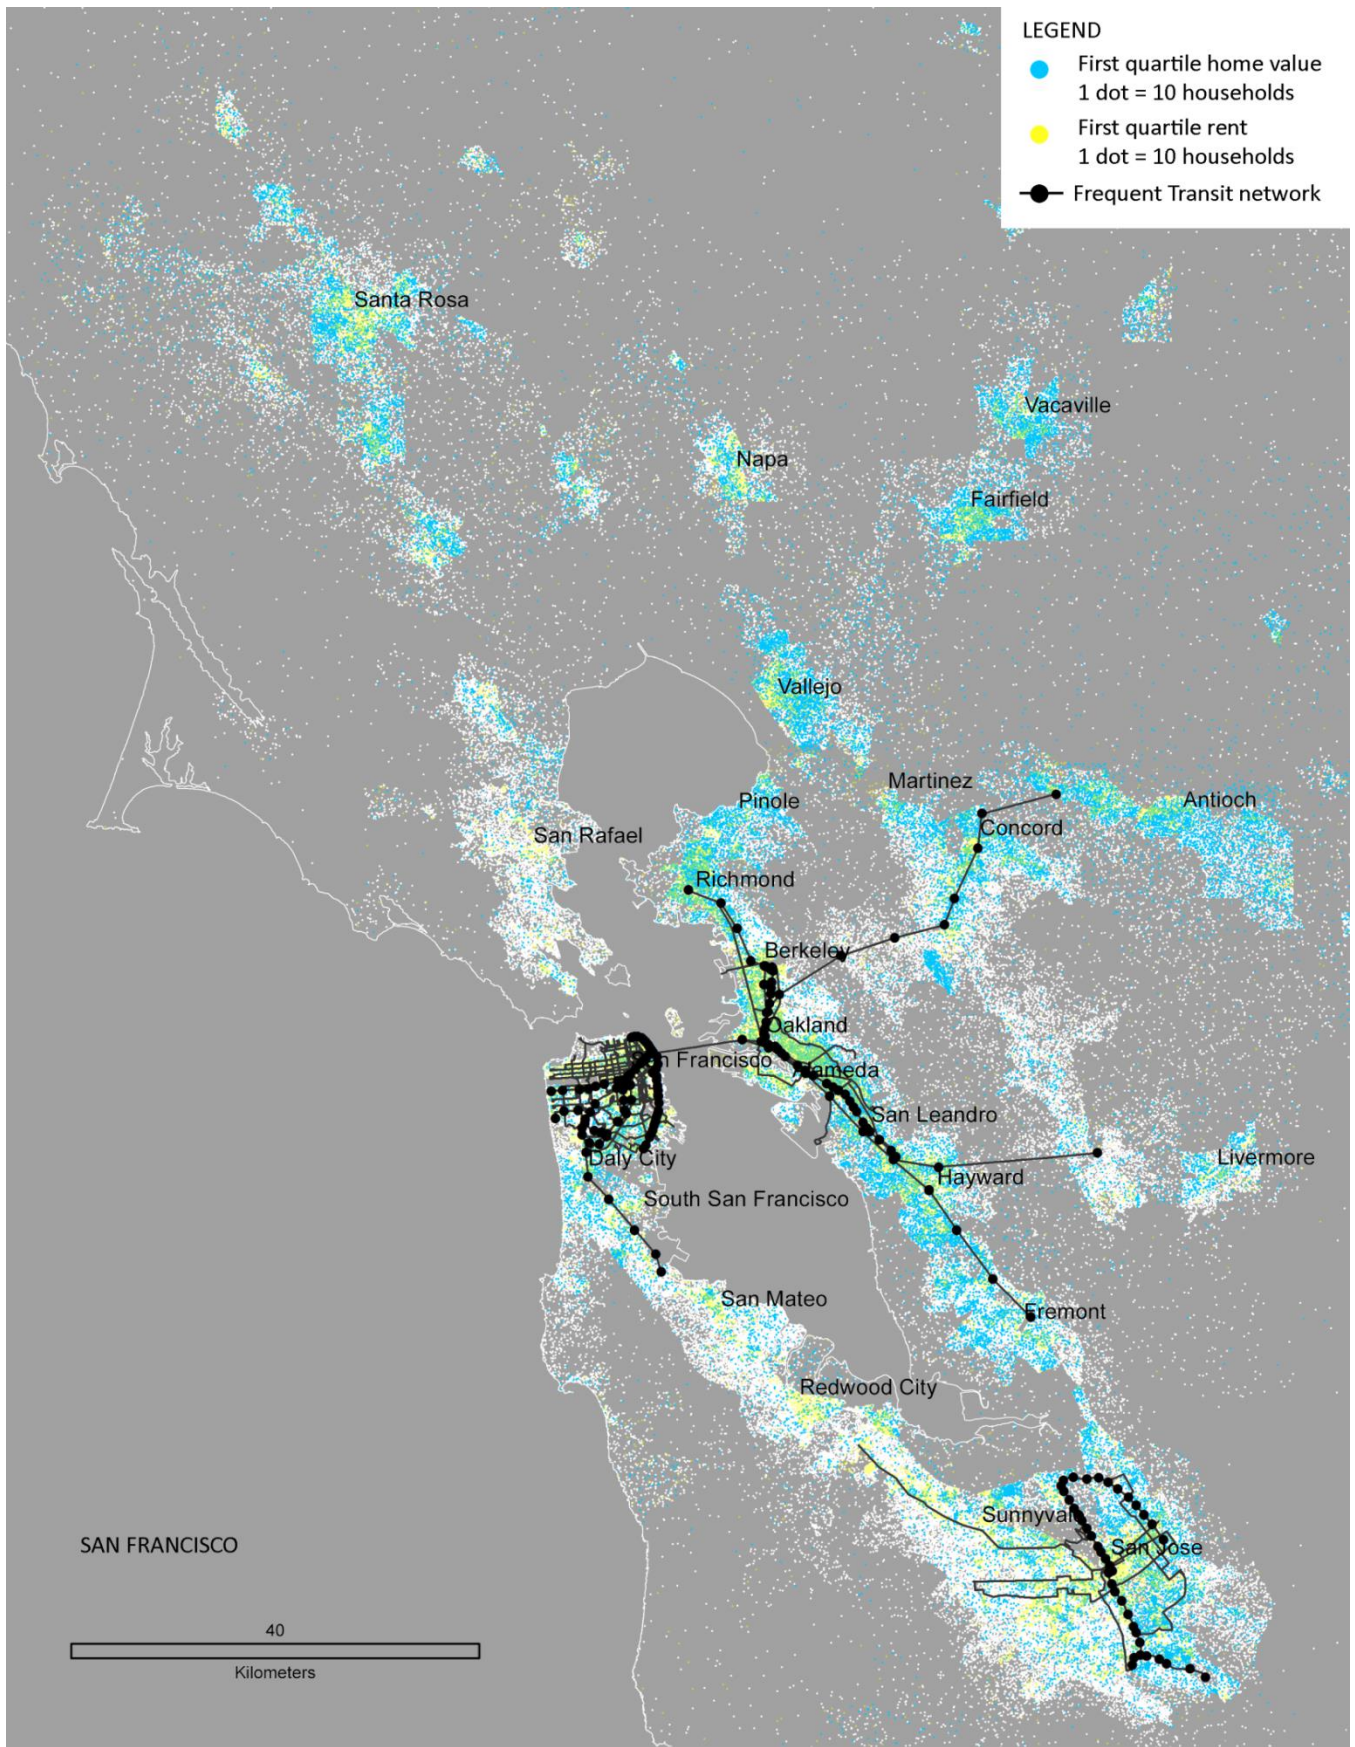 LEGEND
First quartile home value
1 dot = 10 households
First quartile rent
1 dot = 10 households
Frequent Transit network
Santa Rosa
Vacaville
Napa
Fairfield
Vallejo
Martinez
Pinole
Antioch
Concord
San Rafael
Richmond
Berkeley
Oakland
San Francisco
Alameda
San Leandro
Daly City
Livermore
Hayward
South San Francisco
San Mateo
Fremont
Redwood City
Sunnyvale
San Jose
SAN FRANCISCO
40
Kilometers